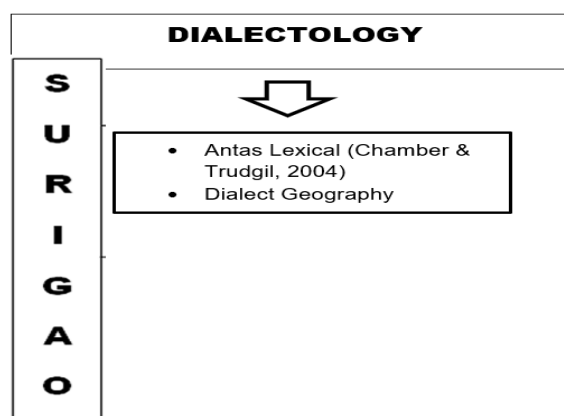 DIALECTOLOGY
S
U
R
I
G
A
O
• Antas Lexical (Chamber &
Trudgil, 2004)
• Dialect Geography